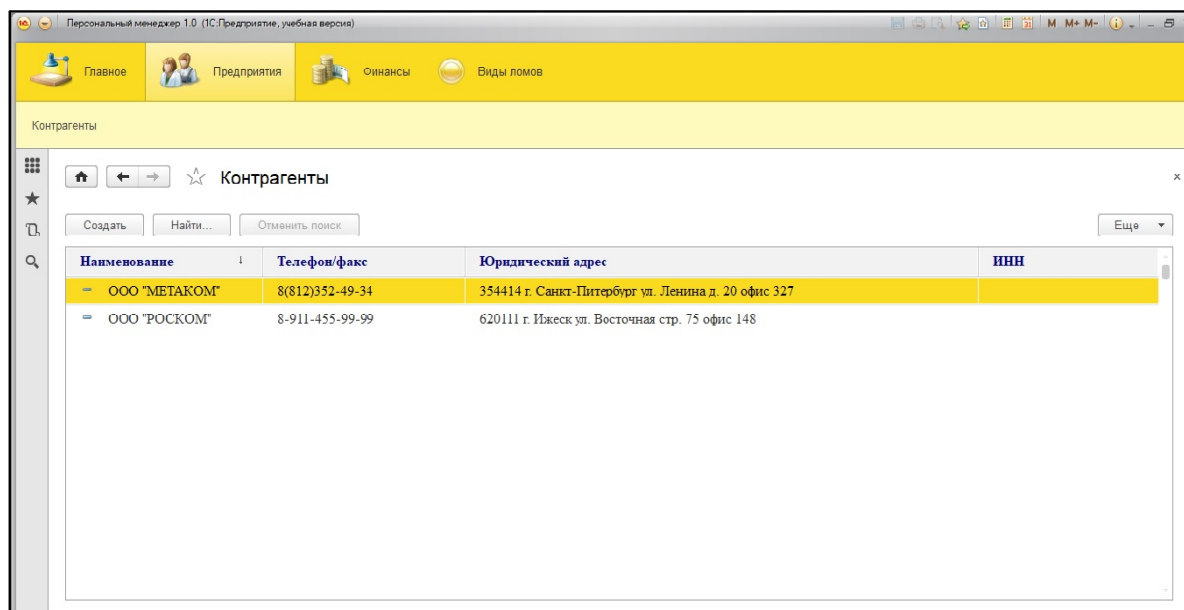 Персональный менеджер 1.0 (1С:Предприятие, учебная версия) M M+ M-
Главное Предприятия Финансы Виды ломов
Контрагенты
Контрагенты
Создать Найти... Отменить поиск Еще
Наименование Телефон/факс Юридический адрес ИНН
ООО "МЕТАКОМ" 8(812)352-49-34 354414 г. Санкт-Питербург ул. Ленина д. 20 офис 327
ООО "РОСКОМ" 8-911-455-99-99 620111 г. Ижеск ул. Восточная стр. 75 офис 148